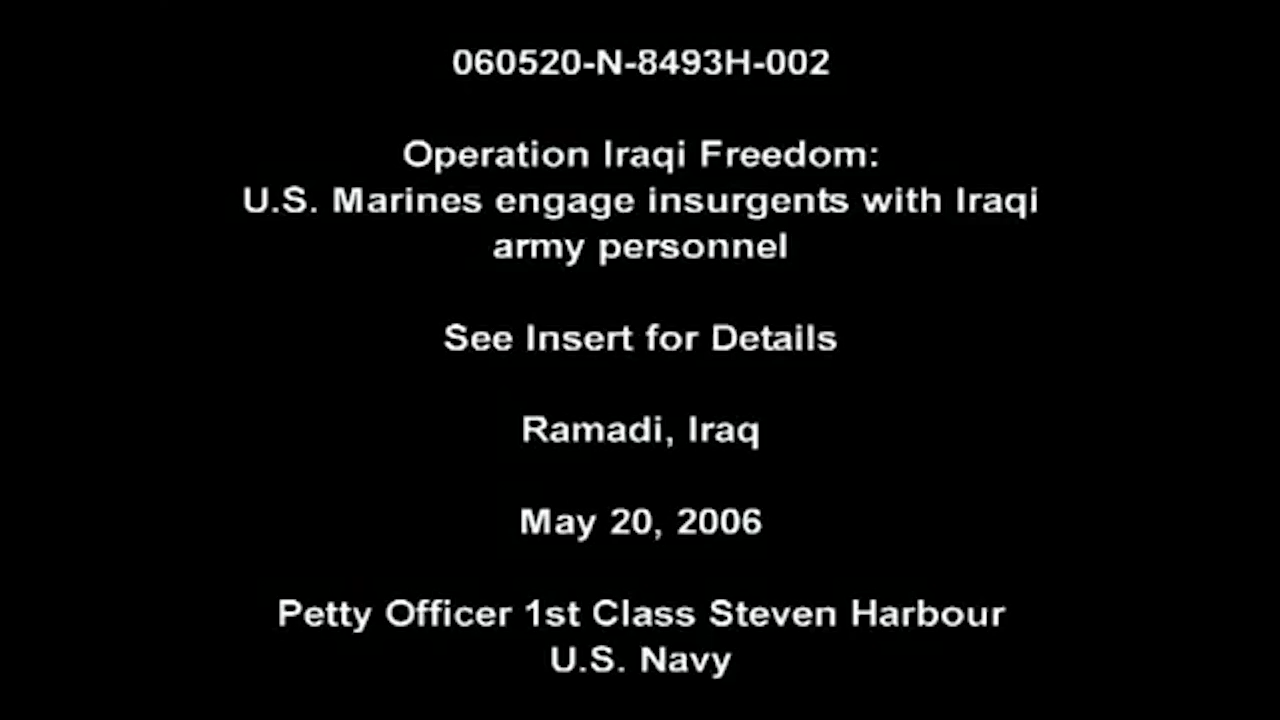 060520-N-8493H-002
Operation Iraqi Freedom:
U.S. Marines engage insurgents with Iraqi
army personnel
See Insert for Details
Ramadi, Iraq
May 20, 2006
Petty Officer 1st Class Steven Harbour
U.S. Navy